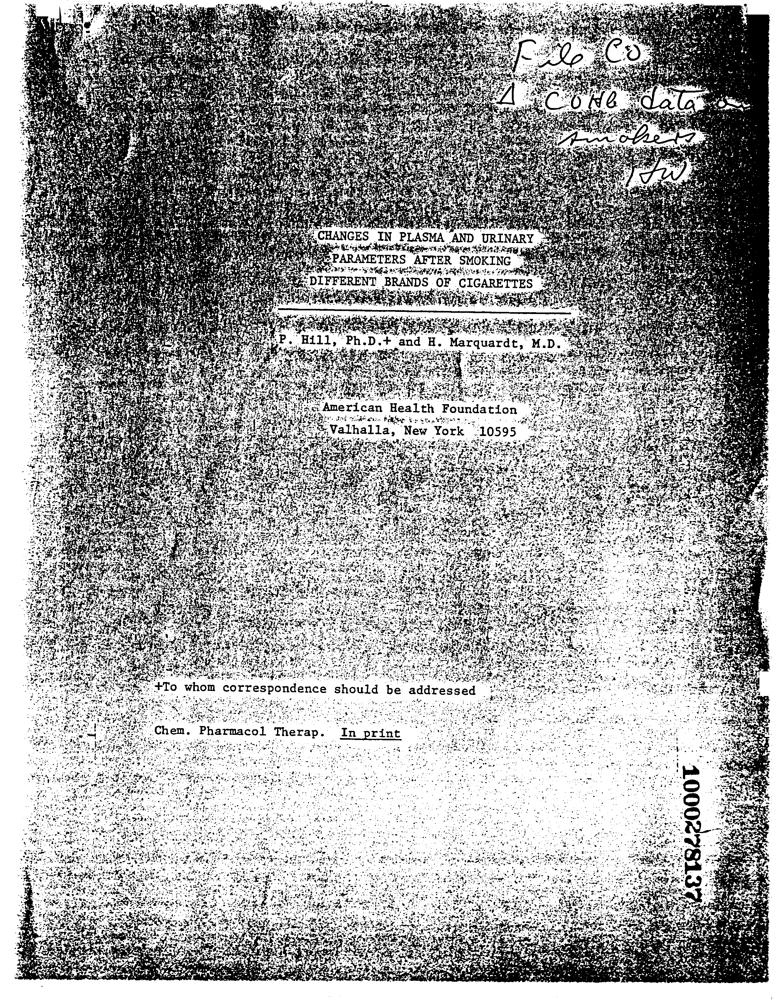 File CO
Δ COHb data on
smokers
CHANGES IN PLASMA AND URINARY
PARAMETERS AFTER SMOKING
DIFFERENT BRANDS OF CIGARETTES
P. Hill, Ph.D.+ and H. Marquardt, M.D.
American Health Foundation
Valhalla, New York 10595
+To whom correspondence should be addressed
Chem. Pharmacol Therap. In print
1000278137